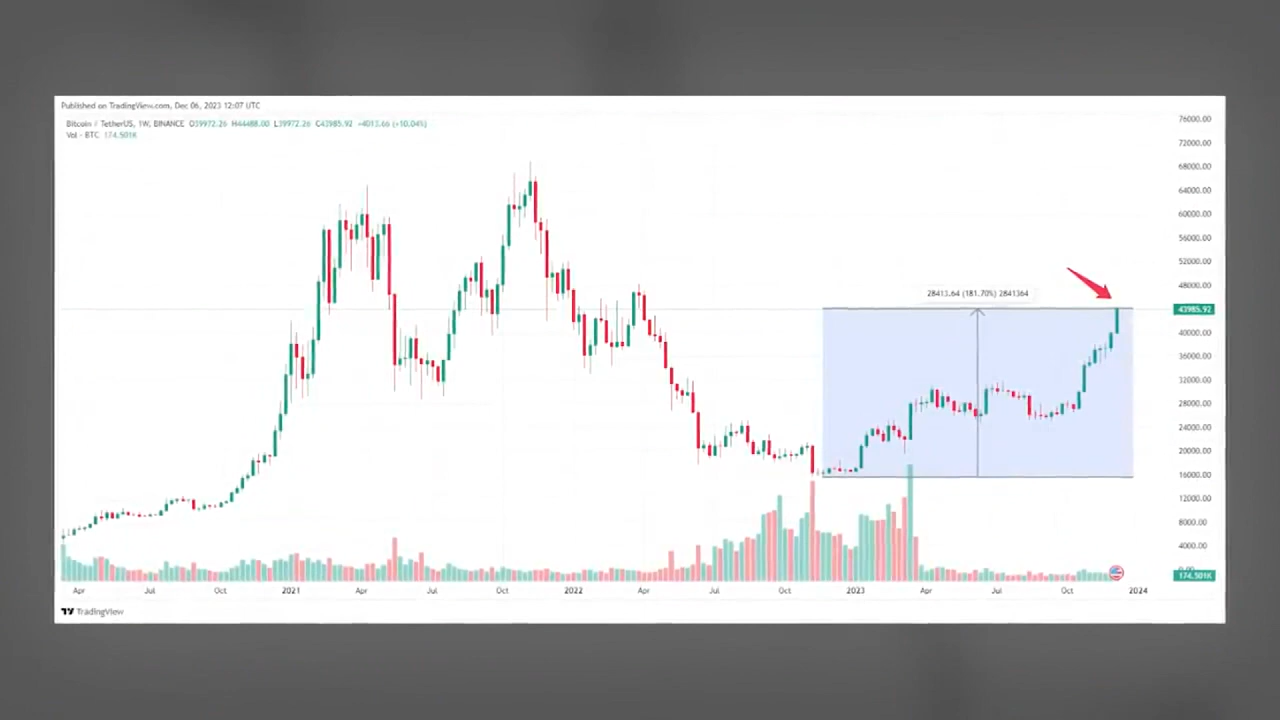 Published on TradingView.com, Dec 06, 2023 12:07 UTC
Bitcoin / TetherUS, 1W, BINANCE O39972.26 H44488.00 L39972.26 C43985.92 +4013.66 (+10.04%)
Vol · BTC 174.501K
76000.00
72000.00
68000.00
64000.00
60000.00
56000.00
52000.00
48000.00
28413.64 (181.70%) 2841364
43985.92
40000.00
36000.00
32000.00
28000.00
24000.00
20000.00
16000.00
12000.00
8000.00
4000.00
174.501K
Apr Jul Oct 2021 Apr Jul Oct 2022 Apr Jul Oct 2023 Apr Jul Oct 2024
TradingView